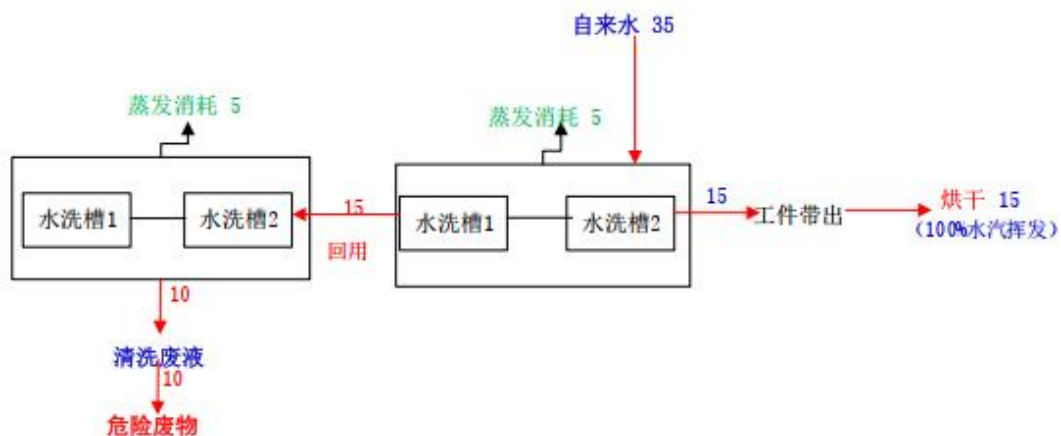 自来水 35
蒸发消耗 5
蒸发消耗 5
水洗槽1
水洗槽2
15
回用
水洗槽1
水洗槽2
15
工件带出
烘干 15
（100%水汽挥发）
10
清洗废液
10
危险废物